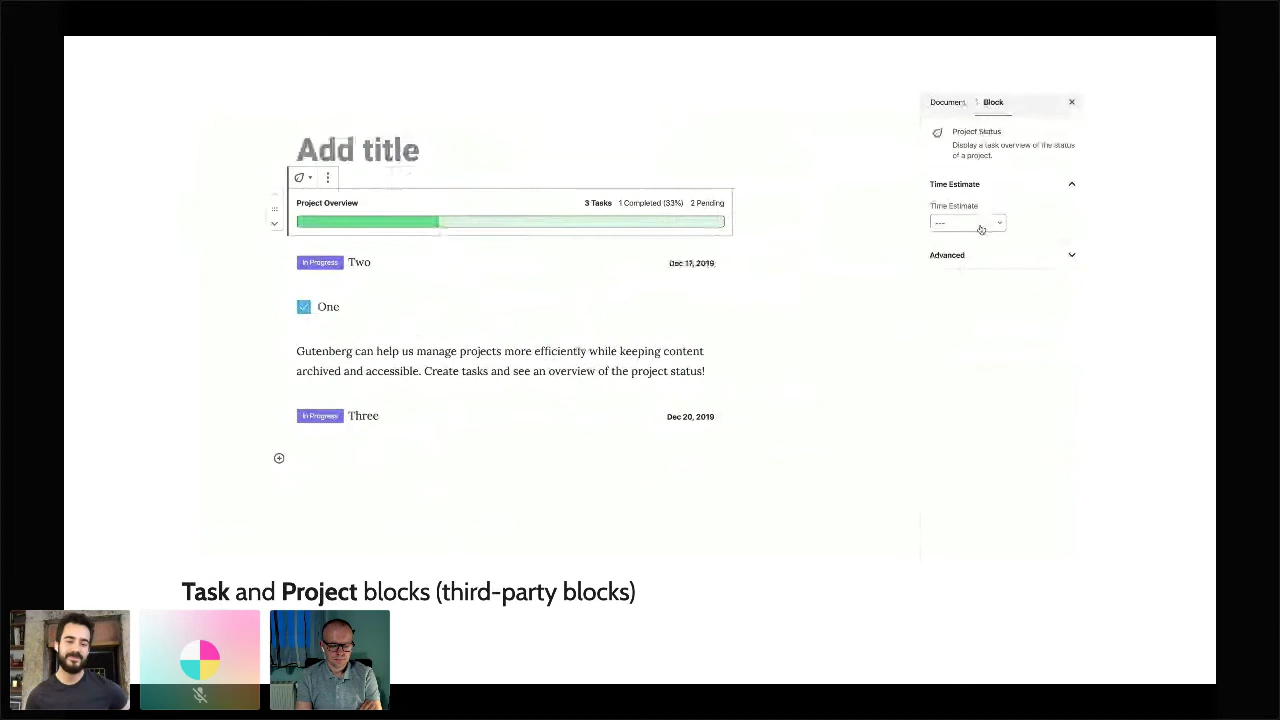 Add title
Project Overview
3 Tasks 1 Completed (33%) 2 Pending
In Progress Two Dec 17, 2019
One
Gutenberg can help us manage projects more efficiently while keeping content
archived and accessible. Create tasks and see an overview of the project status!
In Progress Three Dec 20, 2019
Document Block
Project Status
Display a task overview of the status
of a project.
Time Estimate
Time Estimate
---
Advanced
Task and Project blocks (third-party blocks)